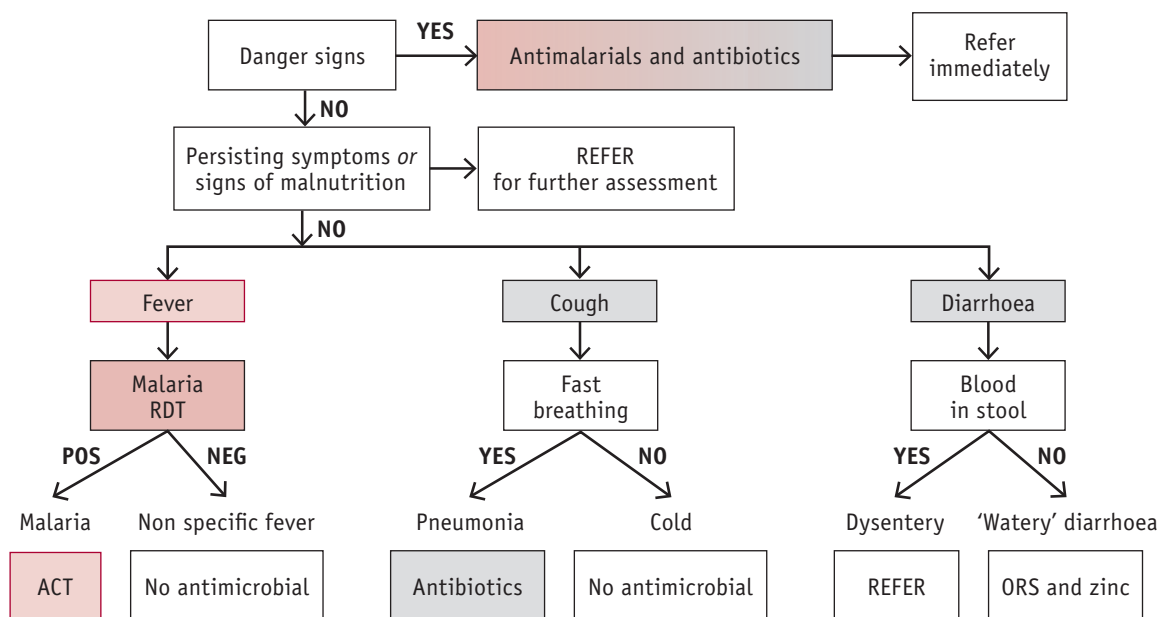 Danger signs
YES
Antimalarials and antibiotics
Refer
immediately
NO
Persisting symptoms or
signs of malnutrition
REFER
for further assessment
NO
Fever
Cough
Diarrhoea
Malaria
RDT
Fast
breathing
Blood
in stool
POS
NEG
YES
NO
YES
NO
Malaria
Non specific fever
Pneumonia
Cold
Dysentery
'Watery' diarrhoea
ACT
No antimicrobial
Antibiotics
No antimicrobial
REFER
ORS and zinc